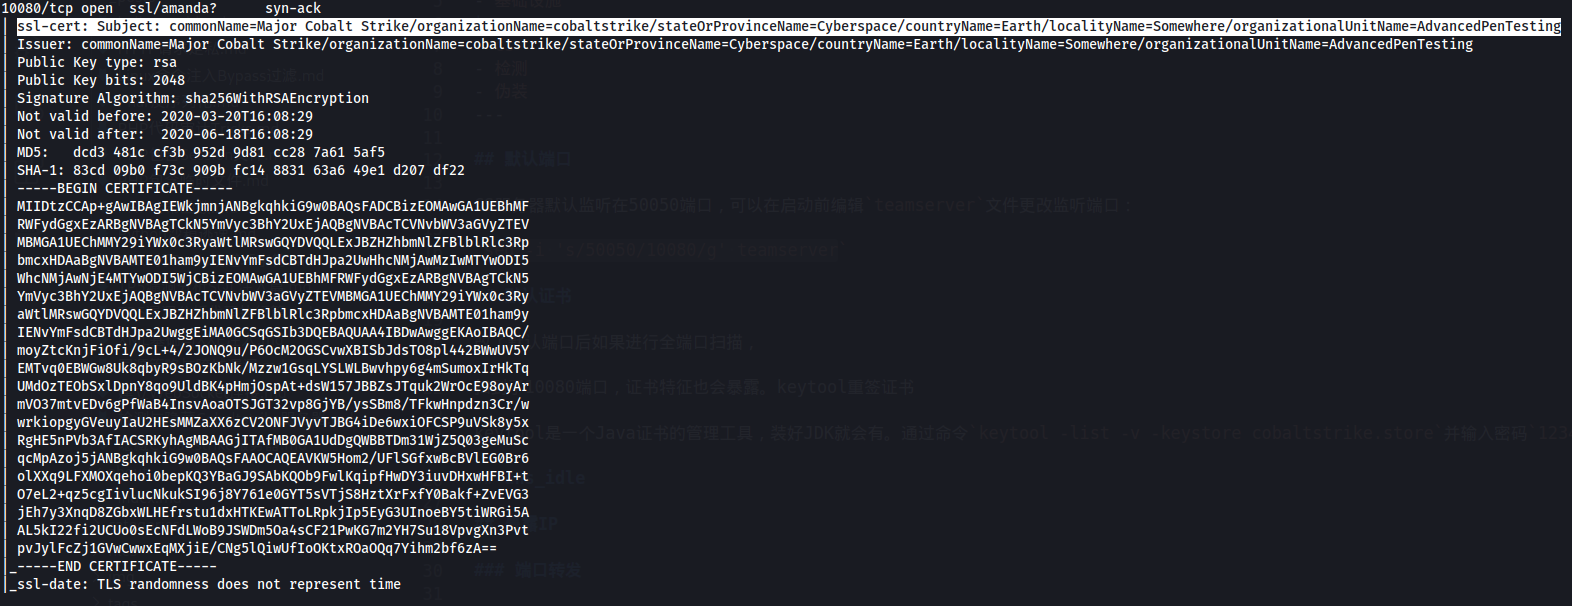 10080/tcp open  ssl/amanda?      syn-ack
| ssl-cert: Subject: commonName=Major Cobalt Strike/organizationName=cobaltstrike/stateOrProvinceName=Cyberspace/countryName=Earth/localityName=Somewhere/organizationalUnitName=AdvancedPenTesting
| Issuer: commonName=Major Cobalt Strike/organizationName=cobaltstrike/stateOrProvinceName=Cyberspace/countryName=Earth/localityName=Somewhere/organizationalUnitName=AdvancedPenTesting
| Public Key type: rsa
| Public Key bits: 2048
| Signature Algorithm: sha256WithRSAEncryption
| Not valid before: 2020-03-20T16:08:29
| Not valid after:  2020-06-18T16:08:29
| MD5:   dcd3 481c cf3b 952d 9d81 cc28 7a61 5af5
| SHA-1: 83cd 09b0 f73c 909b fc14 8831 63a6 49e1 d207 df22
| -----BEGIN CERTIFICATE-----
| MIIDtzCCAp+gAwIBAgIEWkjmnjANBgkqhkiG9w0BAQsFADCBizEOMAwGA1UEBhMF
| RWFydGgxEzARBgNVBAgTCkN5YmVyc3BhY2UxEjAQBgNVBAcTCVNvbWV3aGVyZTEV
| MBMGA1UEChMMY29iYWx0c3RyaWtlMRswGQYDVQQLExJBZHZhbmNlZFBlblRlc3Rp
| bmcxHDAaBgNVBAMTE01ham9yIENvYmFsdCBTdHJpa2UwHhcNMjAwMzIwMTYwODI5
| WhcNMjAwNjE4MTYwODI5WjCBizEOMAwGA1UEBhMFRWFydGgxEzARBgNVBAgTCkN5
| YmVyc3BhY2UxEjAQBgNVBAcTCVNvbWV3aGVyZTEVMBMGA1UEChMMY29iYWx0c3Ry
| aWtlMRswGQYDVQQLExJBZHZhbmNlZFBlblRlc3RpbmcxHDAaBgNVBAMTE01ham9y
| IENvYmFsdCBTdHJpa2UwggEiMA0GCSqGSIb3DQEBAQUAA4IBDwAwggEKAoIBAQC/
| moyZtcKnjFiOfi/9cL+4/2JONQ9u/P6OcM2OGSCvwXBISbJdsTO8pl442BWwUV5Y
| EMTvq0EBWGw8Uk8qbyR9sBOzKbNk/Mzzw1GsqLYSLWLBwvhpy6g4mSumoxIrHkTq
| UMdOzTEObSxlDpnY8qo9UldBK4pHmjOspAt+dsW157JBBZsJTquk2WrOcE98oyAr
| mVO37mtvEDv6gPfWaB4InsvAoaOTSJGT32vp8GjYB/ysSBm8/TFkwHnpdzn3Cr/w
| wrkiopgyGVeuyIaU2HEsMMZaXX6zCV2ONFJVyvTJBG4iDe6wxiOFCSP9uVSk8y5x
| RgHE5nPVb3AfIACSRKyhAgMBAAGjITAfMB0GA1UdDgQWBBTDm31WjZ5Q03geMuSc
| qcMpAzoj5jANBgkqhkiG9w0BAQsFAAOCAQEAVKW5Hom2/UFlSGfxwBcBVlEG0Br6
| olXXq9LFXMOXqehoi0bepKQ3YBaGJ9SAbKQOb9FwlKqipfHwDY3iuvDHxwHFBI+t
| O7eL2+qz5cgIivlucNkukSI96j8Y761e0GYT5sVTjS8HztXrFxfY0Bakf+ZvEVG3
| jEh7y3XnqD8ZGbxWLHEfrstu1dxHTKEwATToLRpkjIp5EyG3UInoeBY5tiWRGi5A
| AL5kI22fi2UCUo0sEcNFdLWoB9JSWDm5Oa4sCF21PwKG7m2YH7Su18VpvgXn3Pvt
| pvJylFcZj1GVwCwwxEqMXjiE/CNg5lQiwUfIoOKtxROaOQq7Yihm2bf6zA==
|_-----END CERTIFICATE-----
|_ssl-date: TLS randomness does not represent time